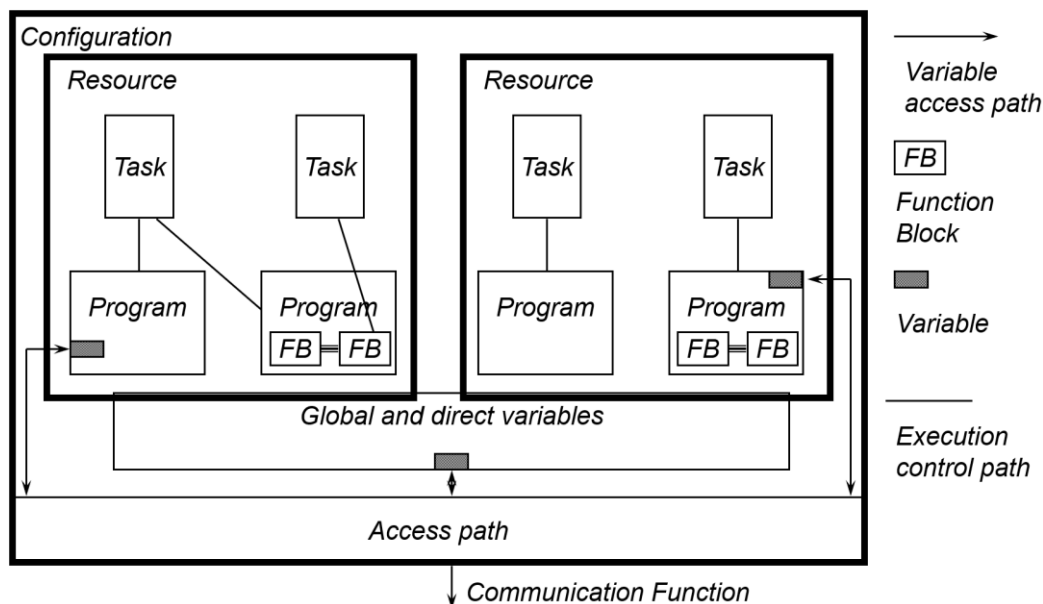 Configuration
Resource
Resource
Task
Task
Task
Task
Program
Program
Program
Program
FB
FB
FB
FB
Global and direct variables
Access path
Communication Function
Variable
access path
FB
Function
Block
Variable
Execution
control path